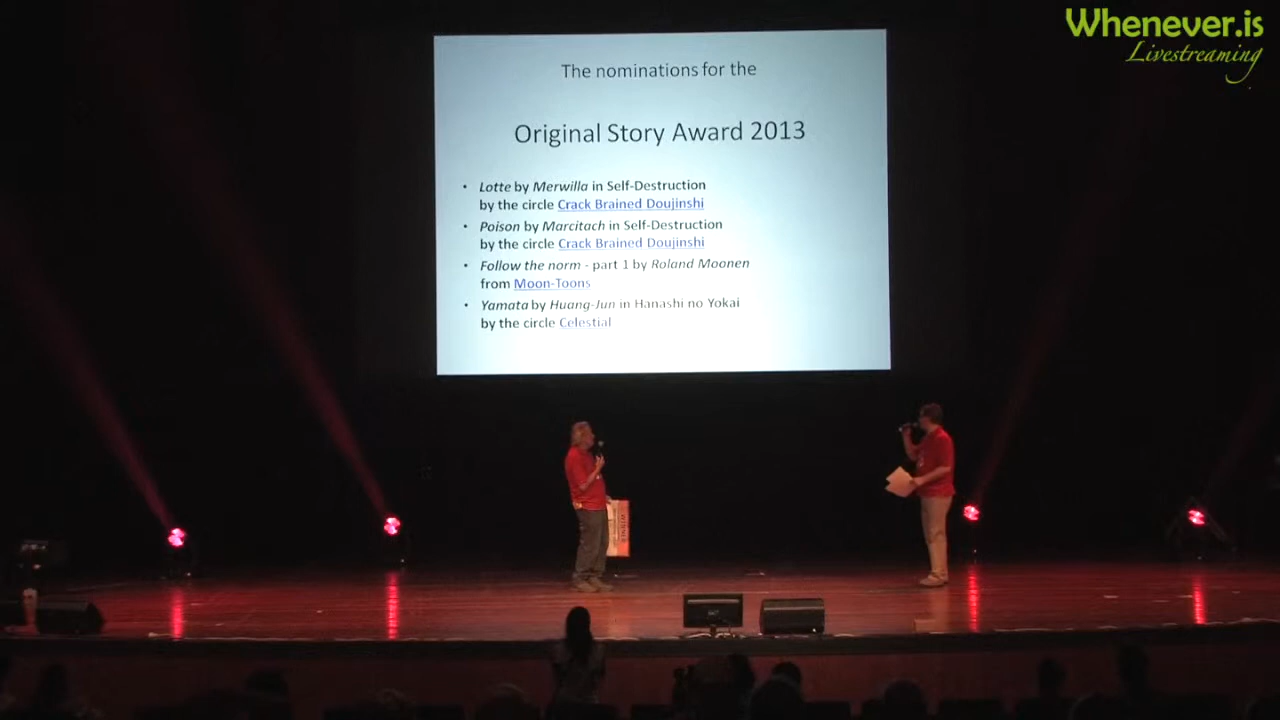 Whenever.is
Livestreaming
The nominations for the
Original Story Award 2013
• Lotte by Merwilla in Self-Destruction
by the circle Crack Brained Doujinshi
• Poison by Marcitach in Self-Destruction
by the circle Crack Brained Doujinshi
• Follow the norm - part 1 by Roland Moonen
from Moon-Toons
• Yamata by Huang-Jun in Hanashi no Yokai
by the circle Celestial